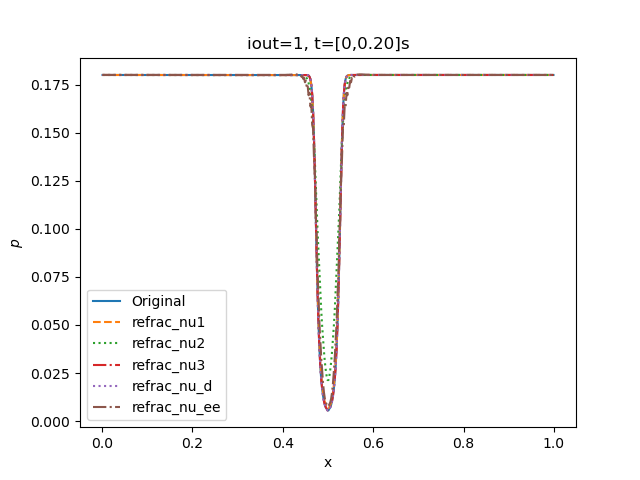 iout=1, t=[0,0.20]s
0.175
0.150
0.125
0.100
0.075
0.050
0.025
0.000
p
Original
refrac_nu1
refrac_nu2
refrac_nu3
refrac_nu_d
refrac_nu_ee
0.0
0.2
0.4
0.6
0.8
1.0
x